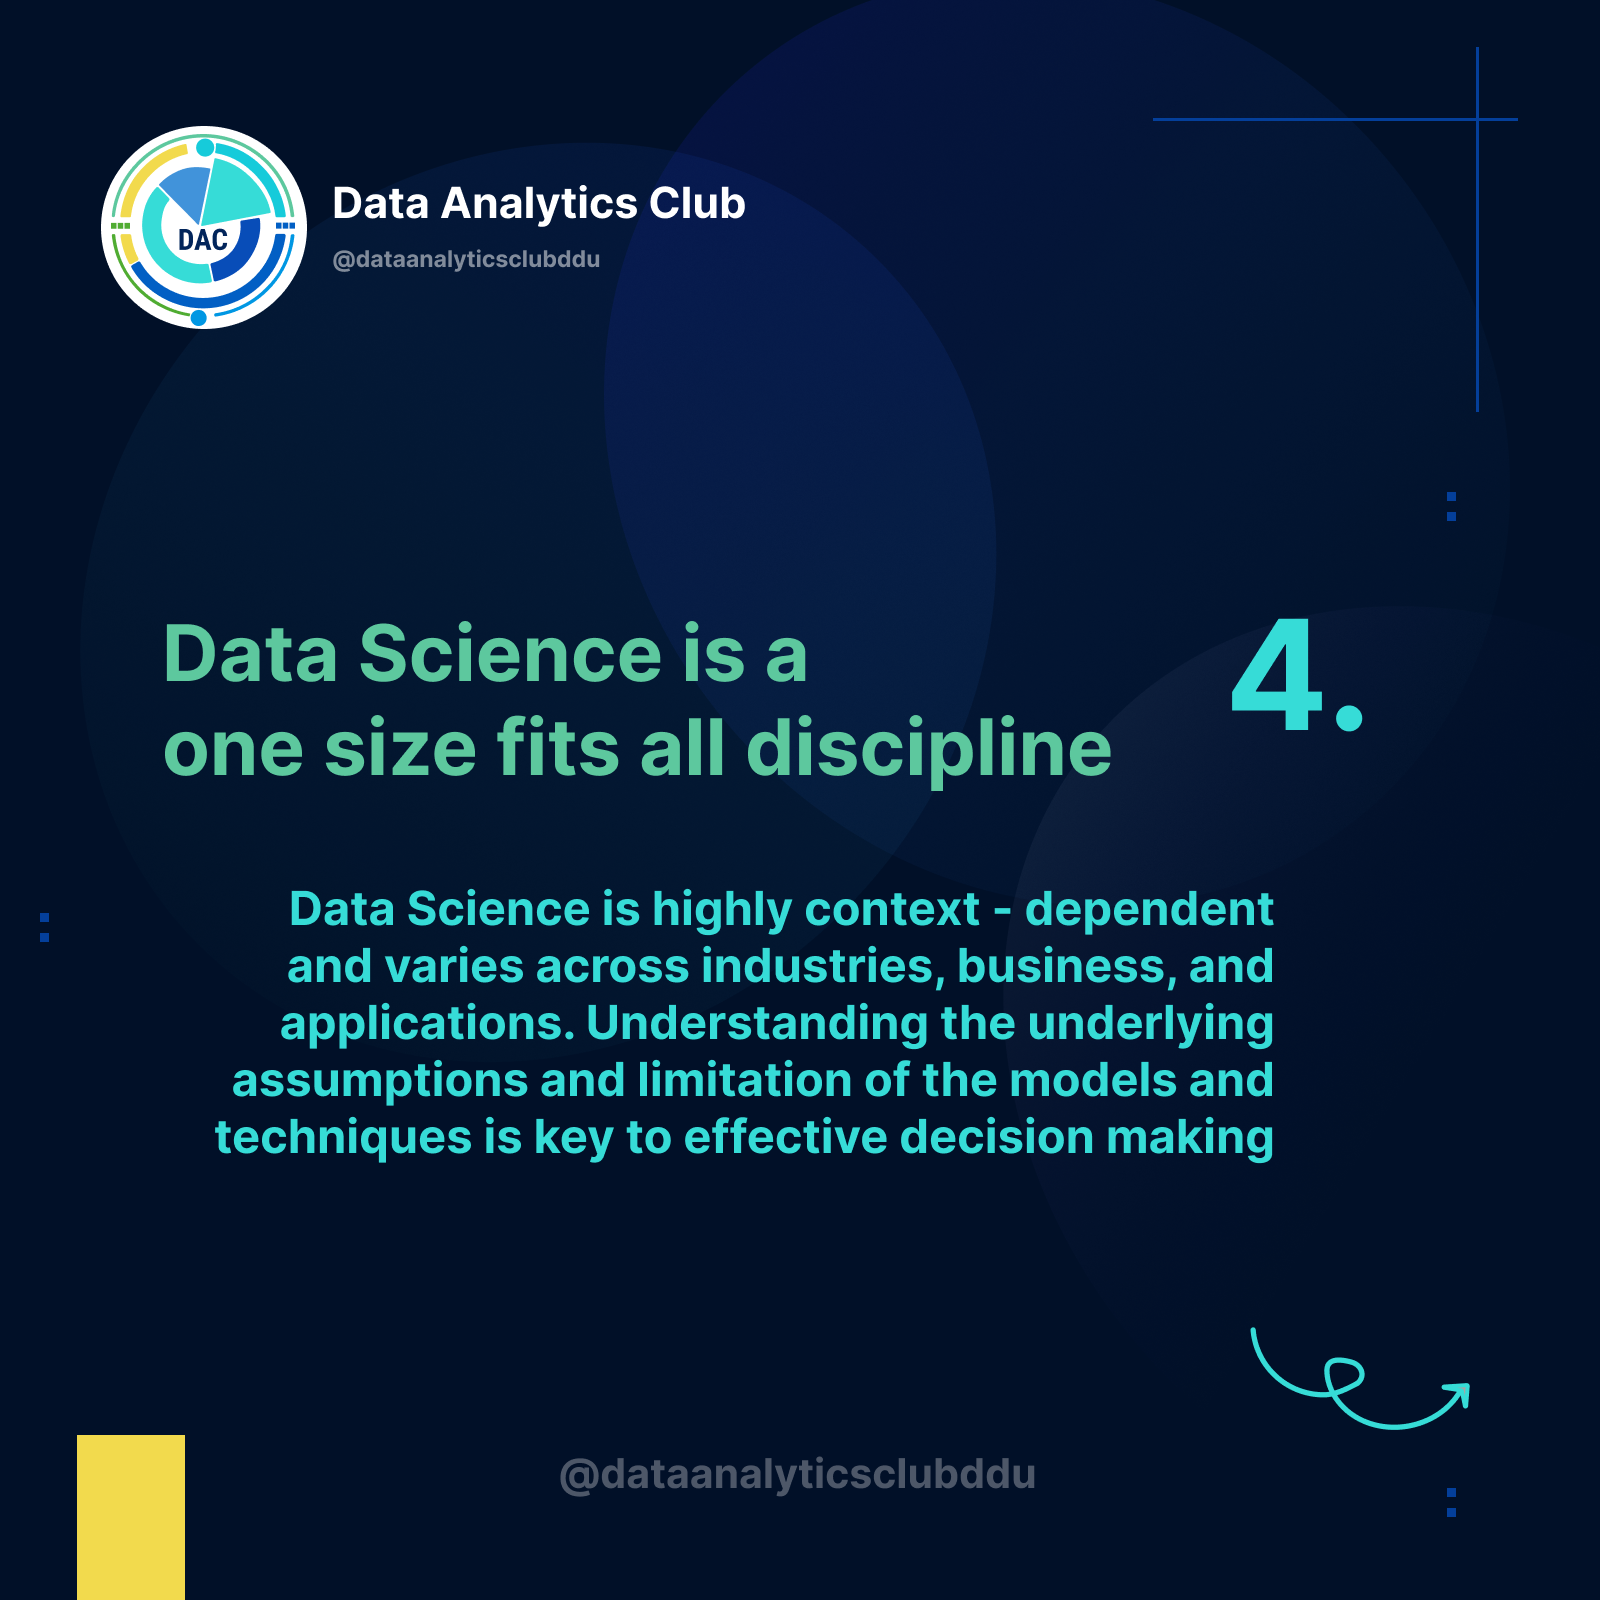 DAC
Data Analytics Club
@dataanalyticsclubddu
Data Science is a
one size fits all discipline
4.
Data Science is highly context - dependent
and varies across industries, business, and
applications. Understanding the underlying
assumptions and limitation of the models and
techniques is key to effective decision making
@dataanalyticsclubddu